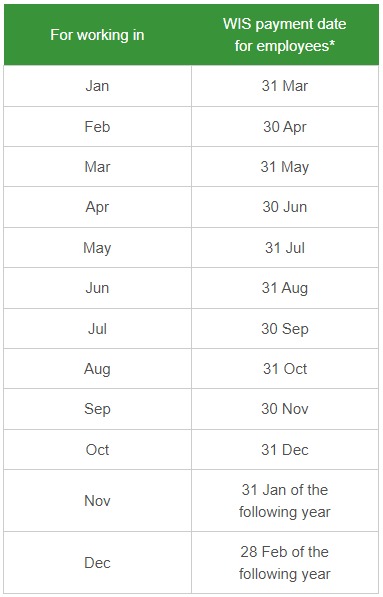 For working in
WIS payment date
for employees*
Jan
31 Mar
Feb
30 Apr
Mar
31 May
Apr
30 Jun
May
31 Jul
Jun
31 Aug
Jul
30 Sep
Aug
31 Oct
Sep
30 Nov
Oct
31 Dec
Nov
31 Jan of the
following year
Dec
28 Feb of the
following year